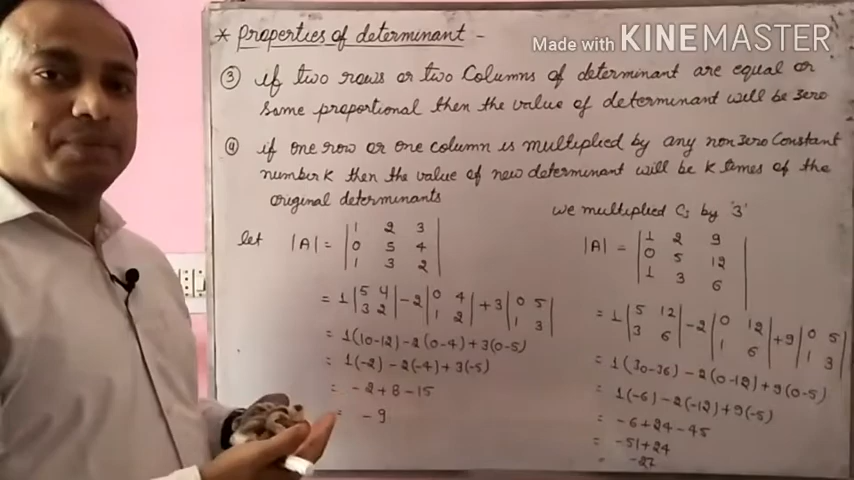 * Properties of determinant -
Made with KINEMASTER
③ if two rows or two Columns of determinant are equal or
Same proportional then the value of determinant will be zero
④ if one row or one column is multiplied by any nonzero Constant
number K then the value of new determinant will be K times of the
original determinants
we multiplied C₃ by '3'
let |A| = | 1 2 3 |
| 0 5 4 |
| 1 3 2 |
= 1 |5 4| - 2 |0 4| + 3 |0 5|
|3 2| |1 2| |1 3|
= 1(10-12) - 2(0-4) + 3(0-5)
= 1(-2) - 2(-4) + 3(-5)
= -2+8-15
= -9
|A| = | 1 2 9 |
| 0 5 12 |
| 1 3 6 |
= 1 |5 12| - 2 |0 12| + 9 |0 5|
|3 6| |1 6| |1 3|
= 1(30-36) - 2(0-12) + 9(0-5)
= 1(-6) - 2(-12) + 9(-5)
= -6+24-45
= -51+24
= -27